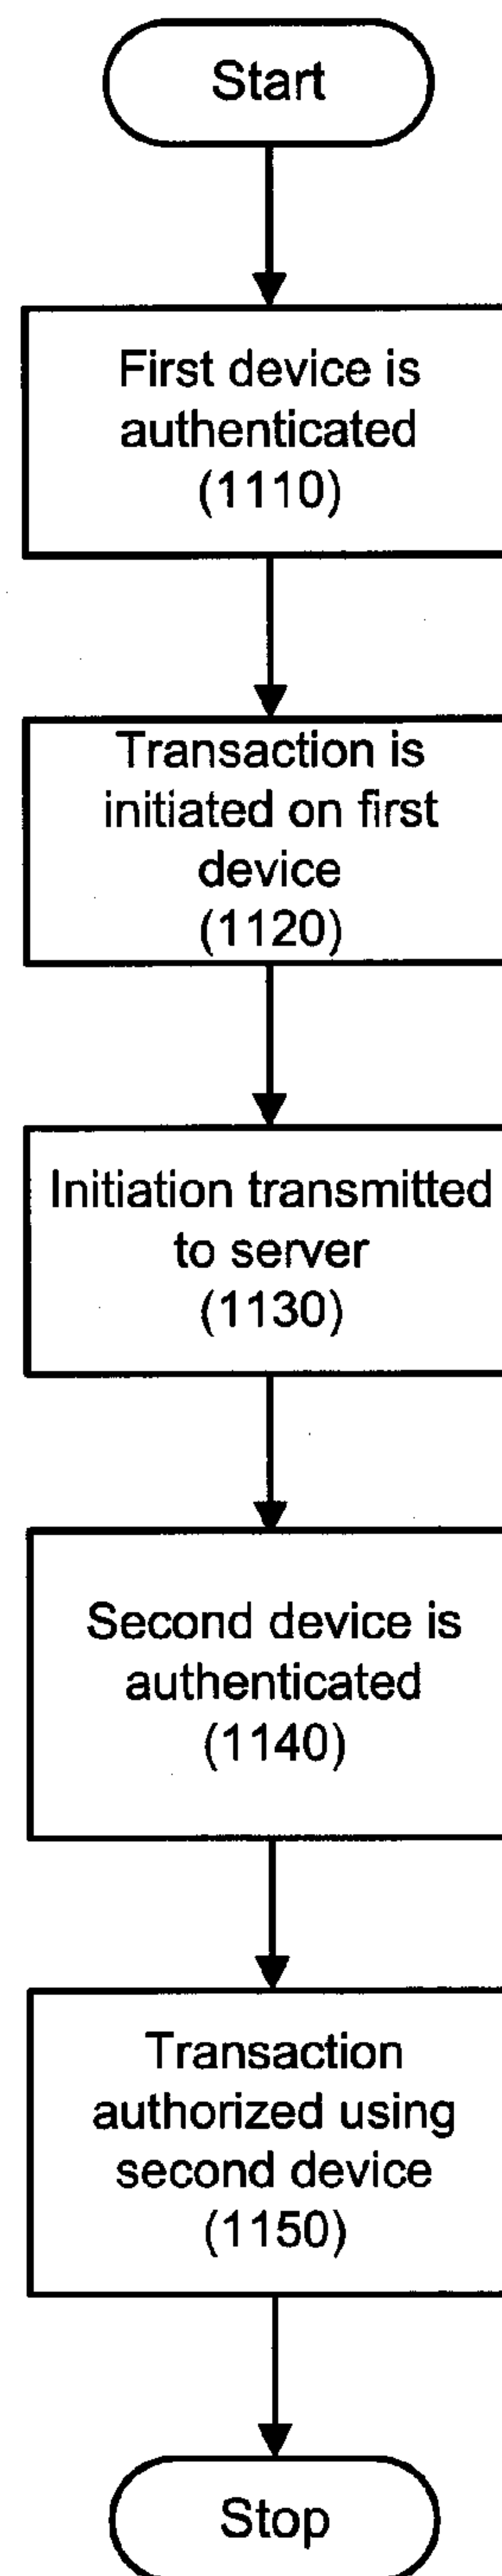 Start
First device is
authenticated
(1110)
Transaction is
initiated on first
device
(1120)
Initiation transmitted
to server
(1130)
Second device is
authenticated
(1140)
Transaction
authorized using
second device
(1150)
Stop